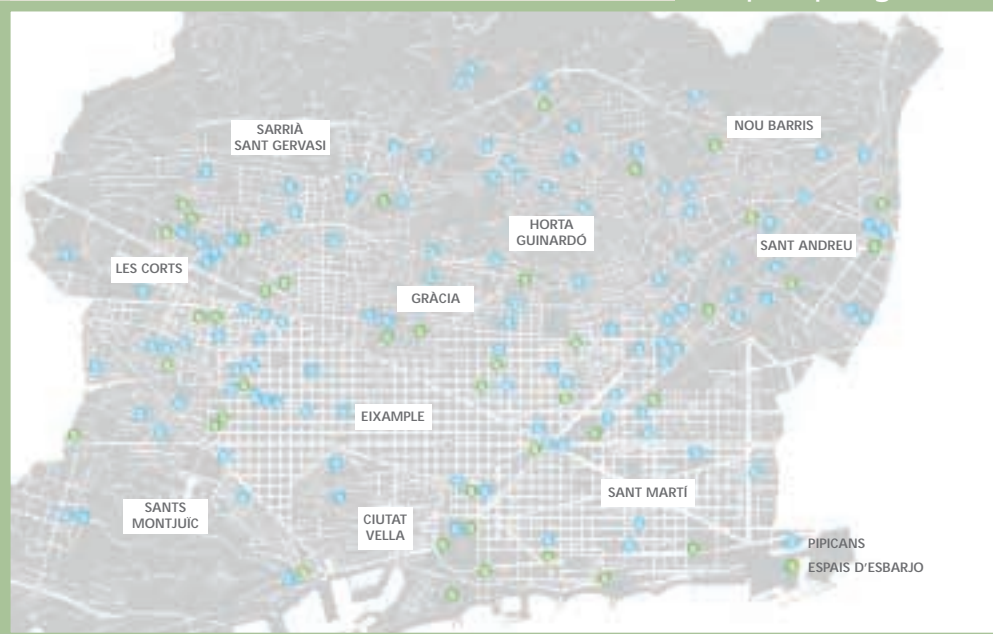 SARRIÀ
SANT GERVASI
NOU BARRIS
HORTA
GUINARDÓ
SANT ANDREU
LES CORTS
GRÀCIA
EIXAMPLE
SANT MARTÍ
SANTS
MONTJUÏC
CIUTAT
VELLA
PIPICANS
ESPAIS D'ESBARJO